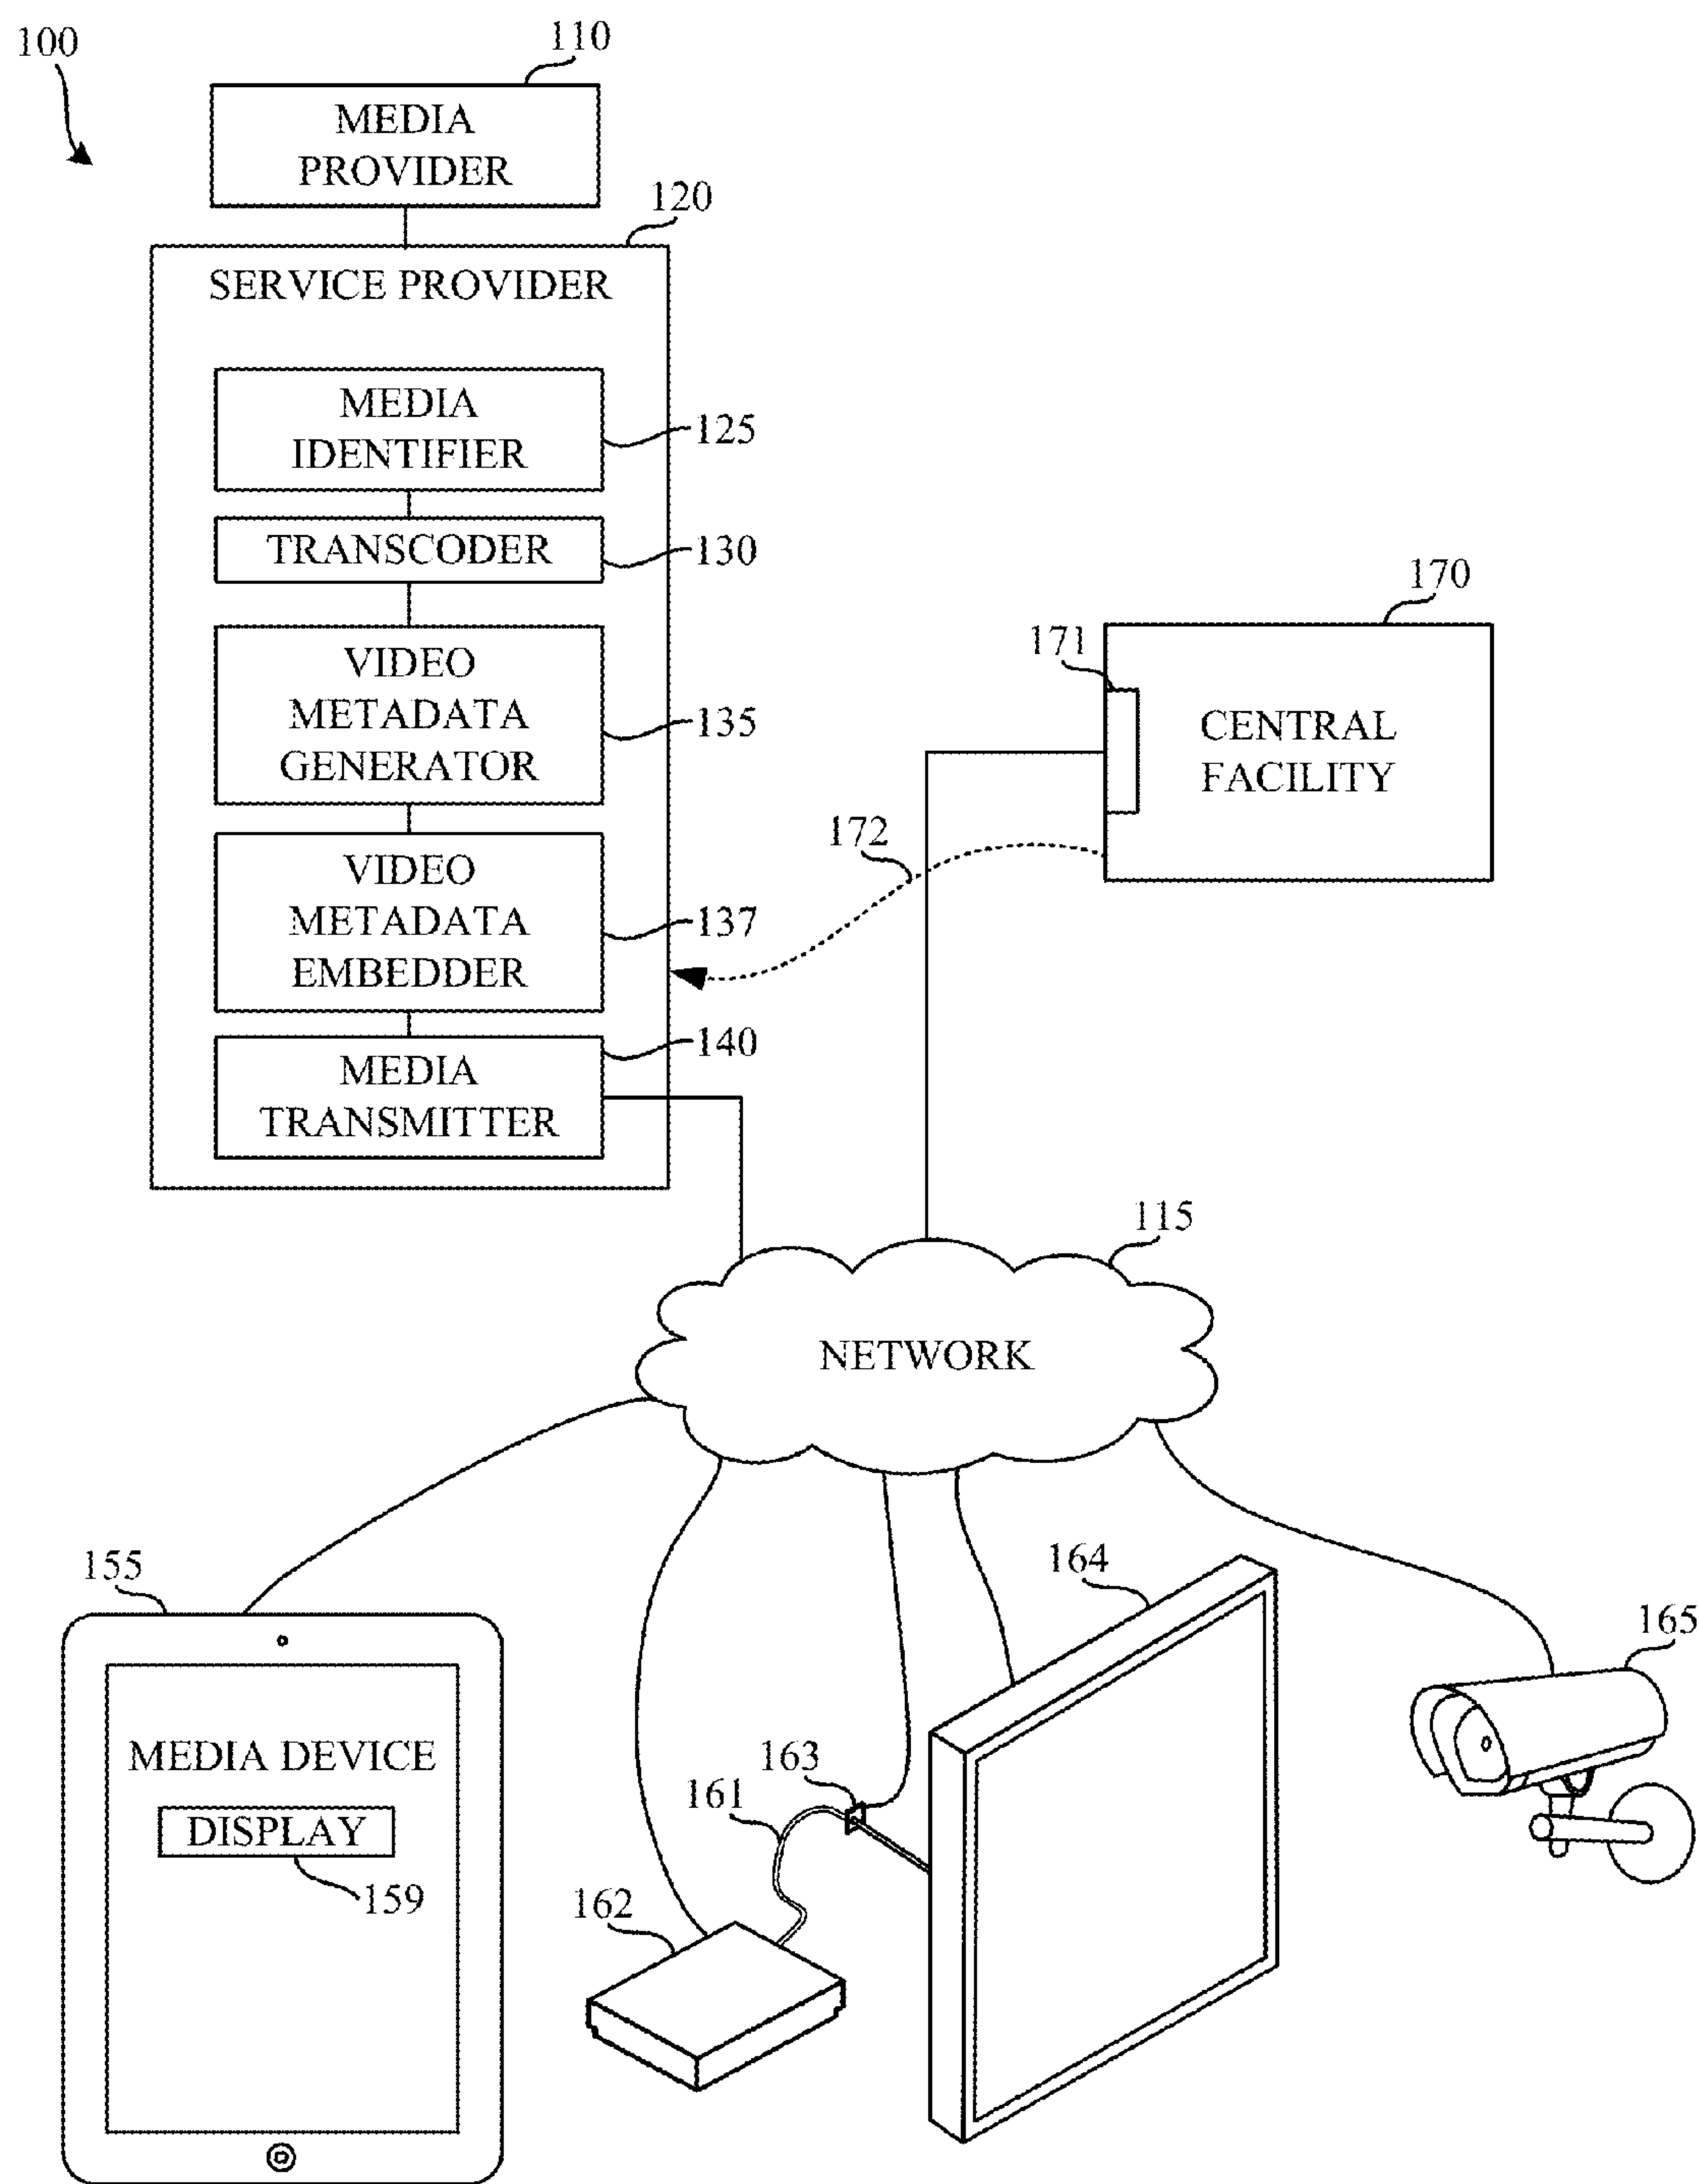 100
110
MEDIA
PROVIDER
120
SERVICE PROVIDER
MEDIA
IDENTIFIER
125
TRANSCODER
130
VIDEO
METADATA
GENERATOR
135
VIDEO
METADATA
EMBEDDER
137
MEDIA
TRANSMITTER
140
170
171
CENTRAL
FACILITY
172
115
NETWORK
155
MEDIA DEVICE
DISPLAY
159
161
162
163
164
165